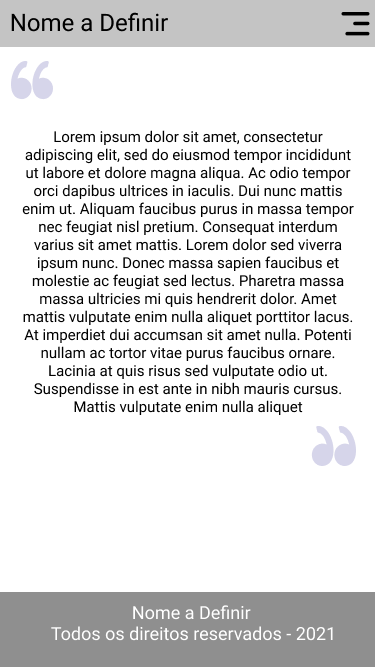 Nome a Definir
Lorem ipsum dolor sit amet, consectetur
adipiscing elit, sed do eiusmod tempor incididunt
ut labore et dolore magna aliqua. Ac odio tempor
orci dapibus ultrices in iaculis. Dui nunc mattis
enim ut. Aliquam faucibus purus in massa tempor
nec feugiat nisl pretium. Consequat interdum
varius sit amet mattis. Lorem dolor sed viverra
ipsum nunc. Donec massa sapien faucibus et
molestie ac feugiat sed lectus. Pharetra massa
massa ultricies mi quis hendrerit dolor. Amet
mattis vulputate enim nulla aliquet porttitor lacus.
At imperdiet dui accumsan sit amet nulla. Potenti
nullam ac tortor vitae purus faucibus ornare.
Lacinia at quis risus sed vulputate odio ut.
Suspendisse in est ante in nibh mauris cursus.
Mattis vulputate enim nulla aliquet
Nome a Definir
Todos os direitos reservados - 2021